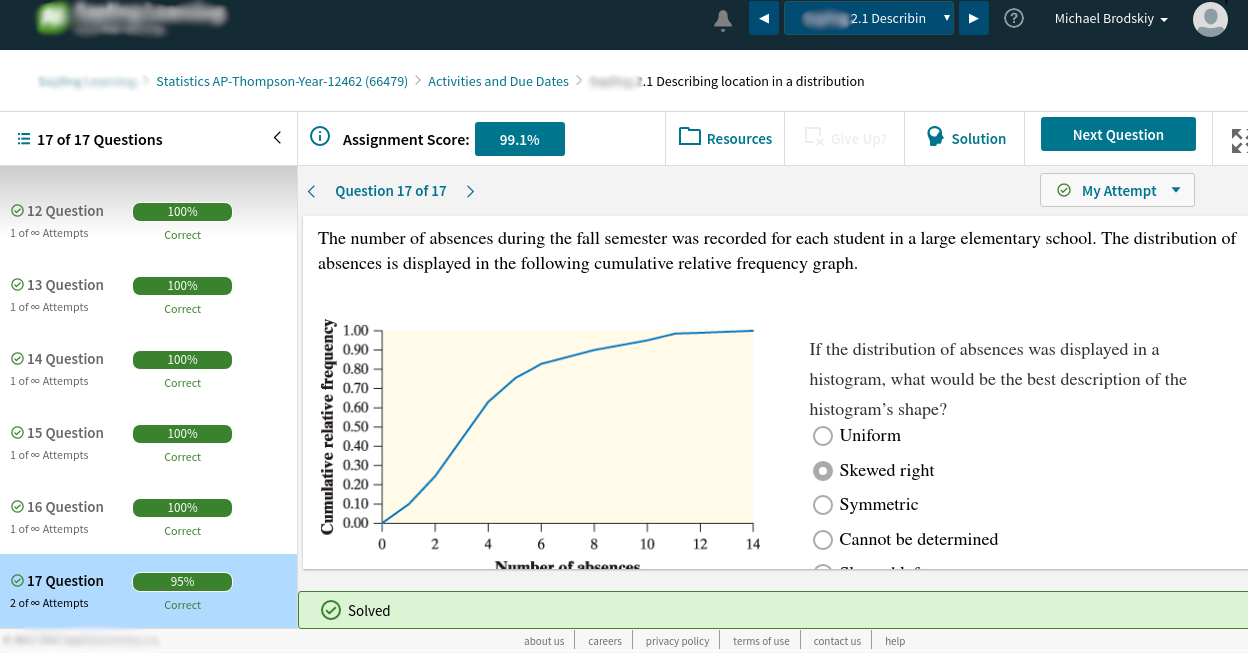 2.1 Describin
Michael Brodskiy
Statistics AP-Thompson-Year-12462 (66479) > Activities and Due Dates > .1 Describing location in a distribution
17 of 17 Questions
Assignment Score: 99.1%
Resources
Give Up?
Solution
Next Question
Question 17 of 17
My Attempt
12 Question 100%
1 of ∞ Attempts Correct
13 Question 100%
1 of ∞ Attempts Correct
14 Question 100%
1 of ∞ Attempts Correct
15 Question 100%
1 of ∞ Attempts Correct
16 Question 100%
1 of ∞ Attempts Correct
17 Question 95%
2 of ∞ Attempts Correct
The number of absences during the fall semester was recorded for each student in a large elementary school. The distribution of
absences is displayed in the following cumulative relative frequency graph.
Cumulative relative frequency
1.00
0.90
0.80
0.70
0.60
0.50
0.40
0.30
0.20
0.10
0.00
0 2 4 6 8 10 12 14
Number of absences
If the distribution of absences was displayed in a
histogram, what would be the best description of the
histogram's shape?
Uniform
Skewed right
Symmetric
Cannot be determined
Solved
about us careers privacy policy terms of use contact us help